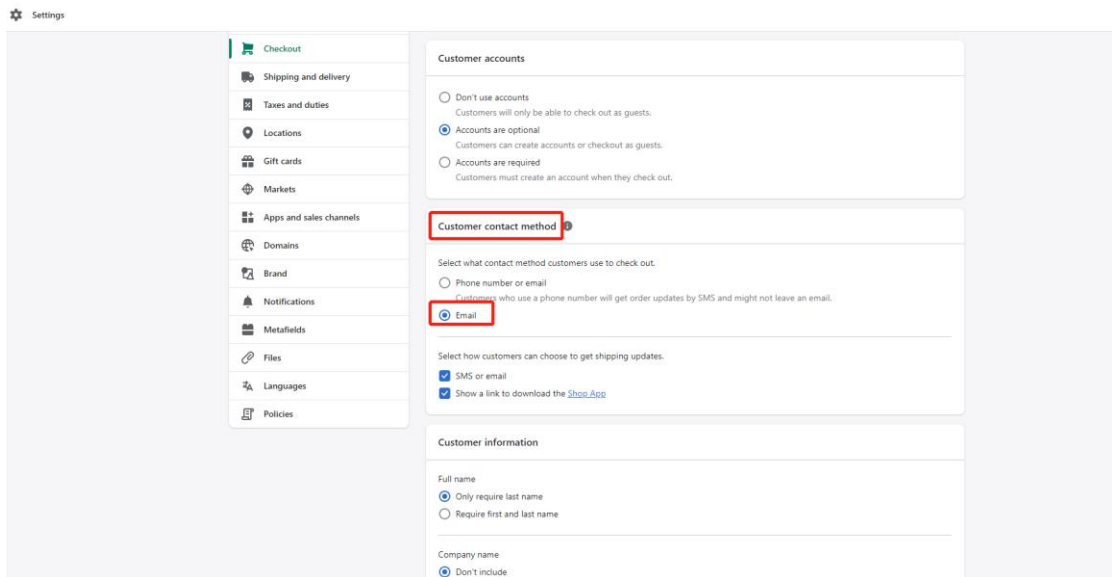 Settings
Checkout
Shipping and delivery
Taxes and duties
Locations
Gift cards
Markets
Apps and sales channels
Domains
Brand
Notifications
Metafields
Files
Languages
Policies
Customer accounts
Don't use accounts
Customers will only be able to check out as guests.
Accounts are optional
Customers can create accounts or checkout as guests.
Accounts are required
Customers must create an account when they check out.
Customer contact method
Select what contact method customers use to check out.
Phone number or email
Customers who use a phone number will get order updates by SMS and might not leave an email.
Email
Select how customers can choose to get shipping updates.
SMS or email
Show a link to download the Shop App
Customer information
Full name
Only require last name
Require first and last name
Company name
Don't include